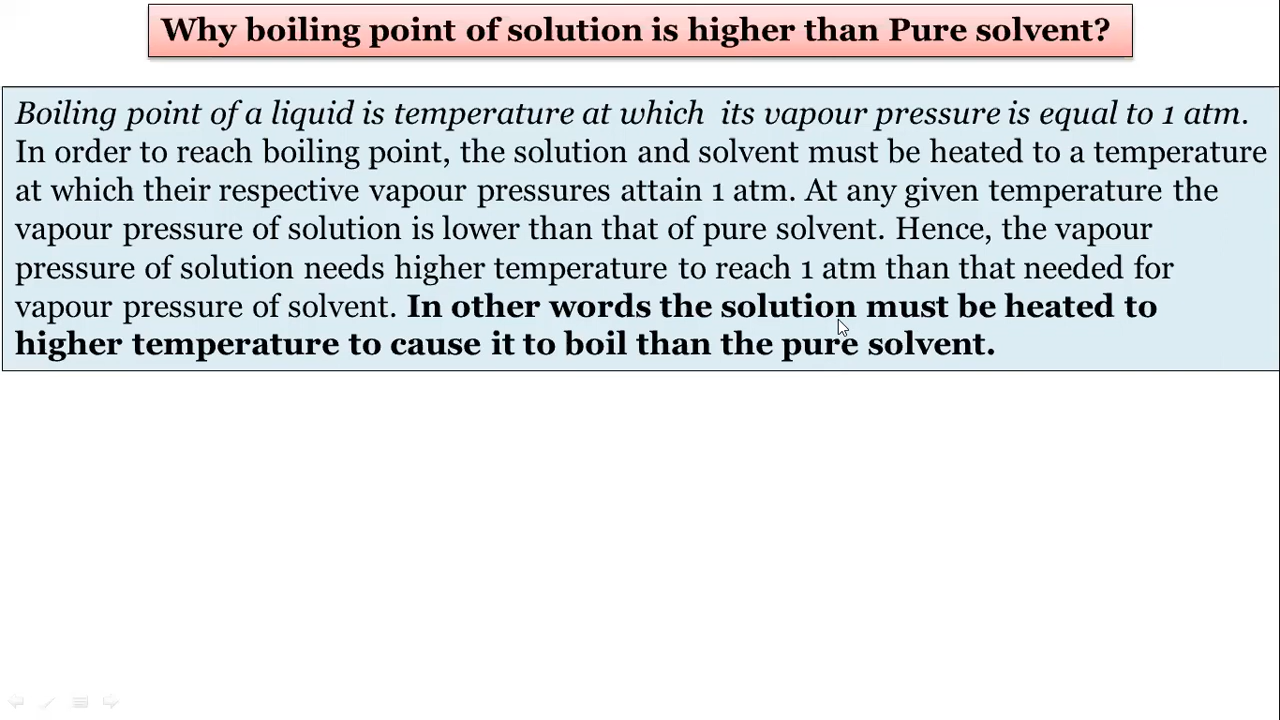 Why boiling point of solution is higher than Pure solvent?
Boiling point of a liquid is temperature at which its vapour pressure is equal to 1 atm.
In order to reach boiling point, the solution and solvent must be heated to a temperature
at which their respective vapour pressures attain 1 atm. At any given temperature the
vapour pressure of solution is lower than that of pure solvent. Hence, the vapour
pressure of solution needs higher temperature to reach 1 atm than that needed for
vapour pressure of solvent. In other words the solution must be heated to
higher temperature to cause it to boil than the pure solvent.